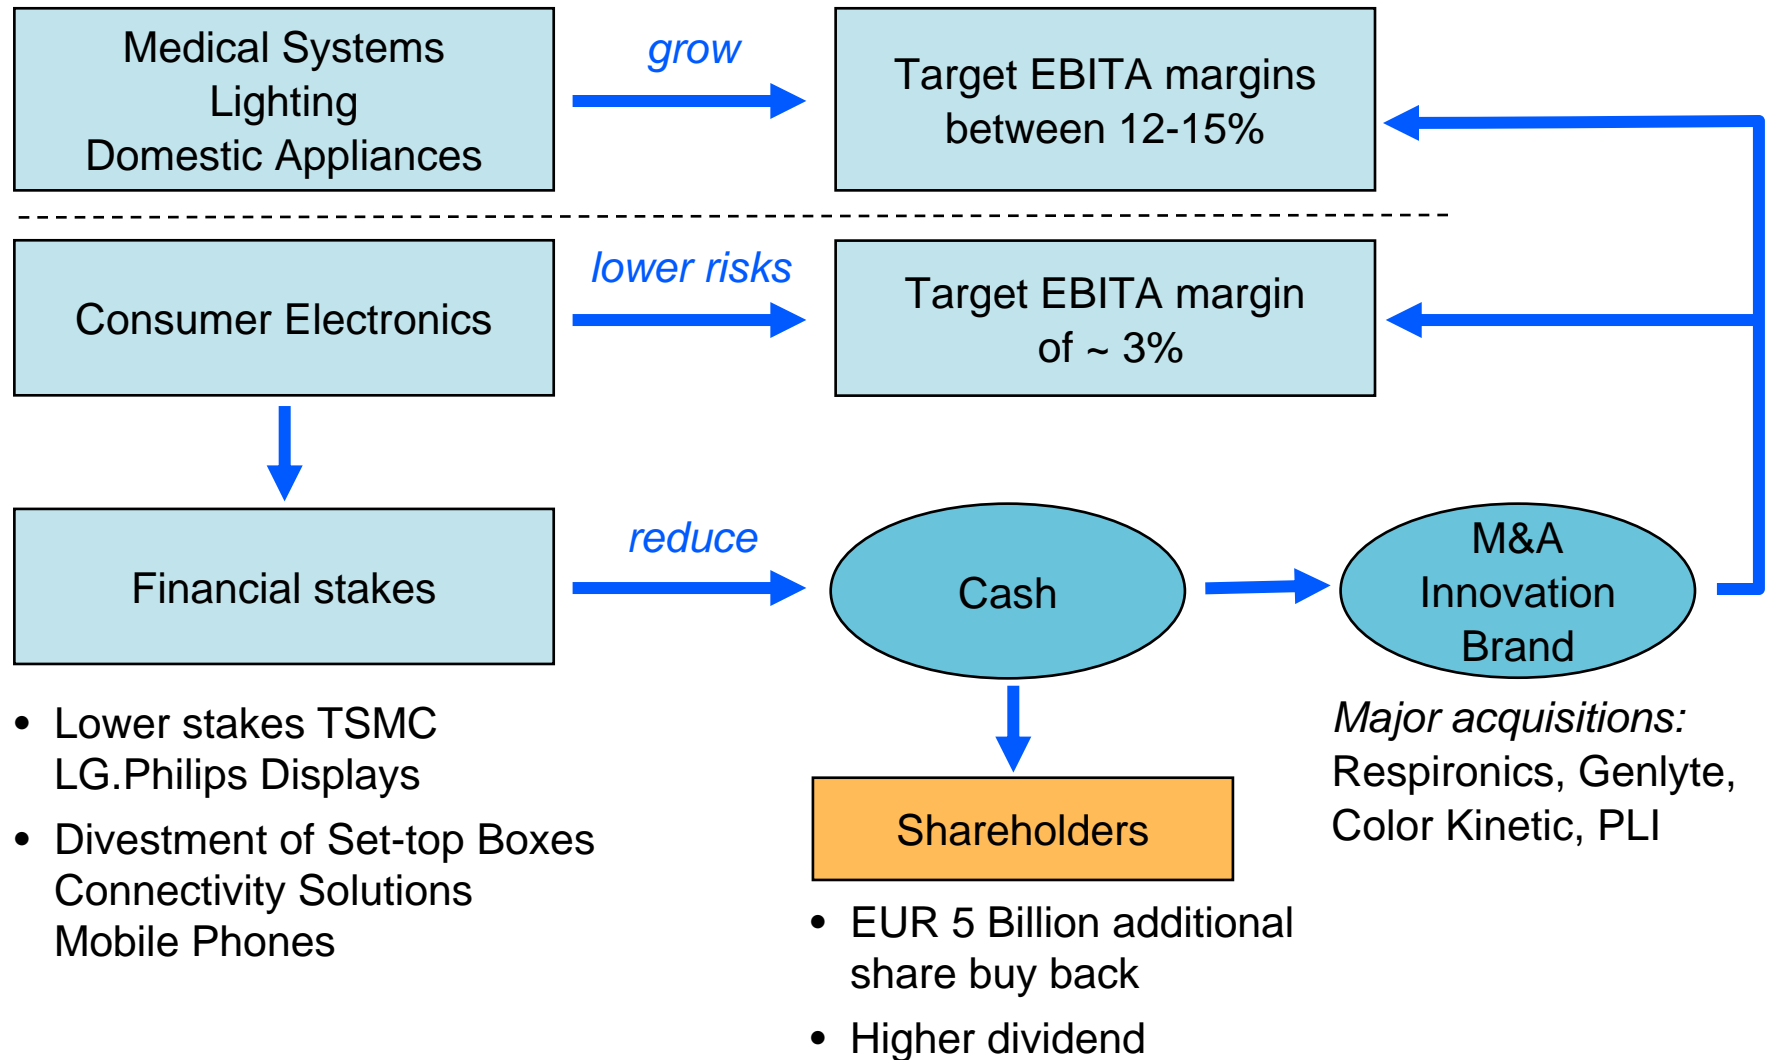 Medical Systems
Lighting
Domestic Appliances
grow
Target EBITA margins
between 12-15%
Consumer Electronics
lower risks
Target EBITA margin
of ~ 3%
Financial stakes
reduce
Cash
M&A
Innovation
Brand
• Lower stakes TSMC
LG.Philips Displays
• Divestment of Set-top Boxes
Connectivity Solutions
Mobile Phones
Shareholders
• EUR 5 Billion additional
share buy back
• Higher dividend
Major acquisitions:
Respironics, Genlyte,
Color Kinetic, PLI